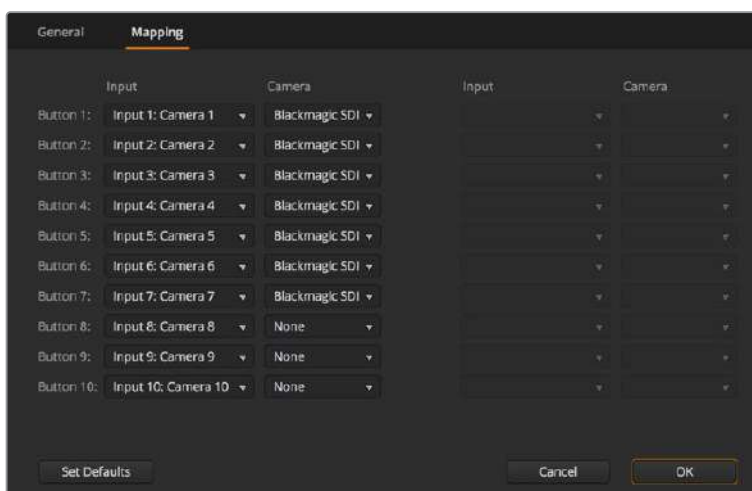 General Mapping
Input Camera Input Camera
Button 1: Input 1: Camera 1 Blackmagic SDI
Button 2: Input 2: Camera 2 Blackmagic SDI
Button 3: Input 3: Camera 3 Blackmagic SDI
Button 4: Input 4: Camera 4 Blackmagic SDI
Button 5: Input 5: Camera 5 Blackmagic SDI
Button 6: Input 6: Camera 6 Blackmagic SDI
Button 7: Input 7: Camera 7 Blackmagic SDI
Button 8: Input 8: Camera 8 None
Button 9: Input 9: Camera 9 None
Button 10: Input 10: Camera 10 None
Set Defaults Cancel OK